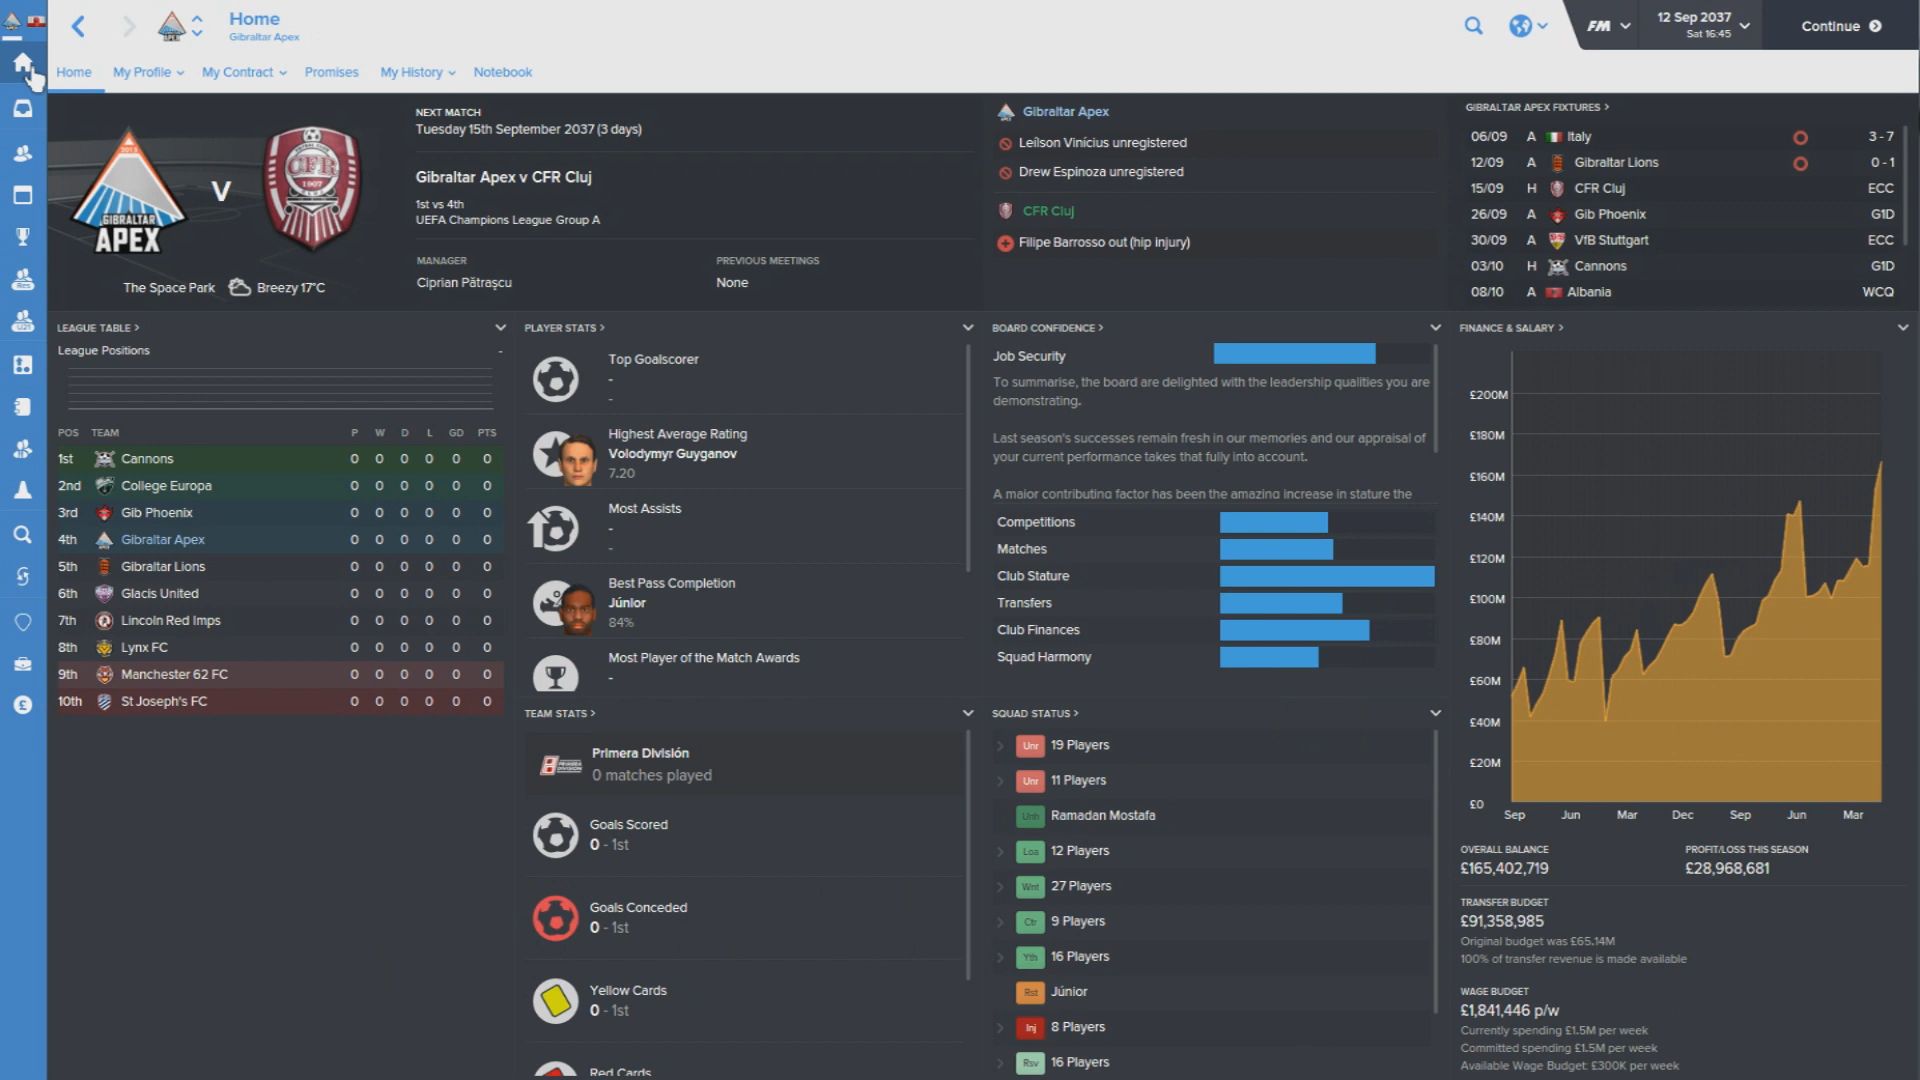 Home
Gibraltar Apex
FM
12 Sep 2037
Sat 16:45
Continue
Home
My Profile
My Contract
Promises
My History
Notebook
2013
GIBRALTAR
APEX
V
CFR
1907
The Space Park
Breezy 17°C
NEXT MATCH
Tuesday 15th September 2037 (3 days)
Gibraltar Apex v CFR Cluj
1st vs 4th
UEFA Champions League Group A
MANAGER
Ciprian Pătraşcu
PREVIOUS MEETINGS
None
Gibraltar Apex
Leílson Vinícius unregistered
Drew Espinoza unregistered
CFR Cluj
Filipe Barrosso out (hip injury)
GIBRALTAR APEX FIXTURES >
06/09 A Italy 3 - 7
12/09 A Gibraltar Lions 0 - 1
15/09 H CFR Cluj ECC
26/09 A Gib Phoenix G1D
30/09 A VfB Stuttgart ECC
03/10 H Cannons G1D
08/10 A Albania WCQ
LEAGUE TABLE >
League Positions -
POS TEAM P W D L GD PTS
1st Cannons 0 0 0 0 0 0
2nd College Europa 0 0 0 0 0 0
3rd Gib Phoenix 0 0 0 0 0 0
4th Gibraltar Apex 0 0 0 0 0 0
5th Gibraltar Lions 0 0 0 0 0 0
6th Glacis United 0 0 0 0 0 0
7th Lincoln Red Imps 0 0 0 0 0 0
8th Lynx FC 0 0 0 0 0 0
9th Manchester 62 FC 0 0 0 0 0 0
10th St Joseph's FC 0 0 0 0 0 0
PLAYER STATS >
Top Goalscorer
-
-
Highest Average Rating
Volodymyr Guyganov
7.20
Most Assists
-
-
Best Pass Completion
Júnior
84%
Most Player of the Match Awards
-
TEAM STATS >
Primera División
0 matches played
Goals Scored
0 - 1st
Goals Conceded
0 - 1st
Yellow Cards
0 - 1st
Red Cards
BOARD CONFIDENCE >
Job Security
To summarise, the board are delighted with the leadership qualities you are
demonstrating.
Last season's successes remain fresh in our memories and our appraisal of
your current performance takes that fully into account.
A major contributing factor has been the amazing increase in stature the
Competitions
Matches
Club Stature
Transfers
Club Finances
Squad Harmony
SQUAD STATUS >
Unr 19 Players
Unr 11 Players
Unh Ramadan Mostafa
Loa 12 Players
Wnt 27 Players
Ctr 9 Players
Yth 16 Players
Rst Júnior
Inj 8 Players
Rsv 16 Players
FINANCE & SALARY >
£200M
£180M
£160M
£140M
£120M
£100M
£80M
£60M
£40M
£20M
£0
Sep Jun Mar Dec Sep Jun Mar
OVERALL BALANCE
£165,402,719
PROFIT/LOSS THIS SEASON
£28,968,681
TRANSFER BUDGET
£91,358,985
Original budget was £65.14M
100% of transfer revenue is made available
WAGE BUDGET
£1,841,446 p/w
Currently spending £1.5M per week
Committed spending £1.5M per week
Available Wage Budget: £300K per week